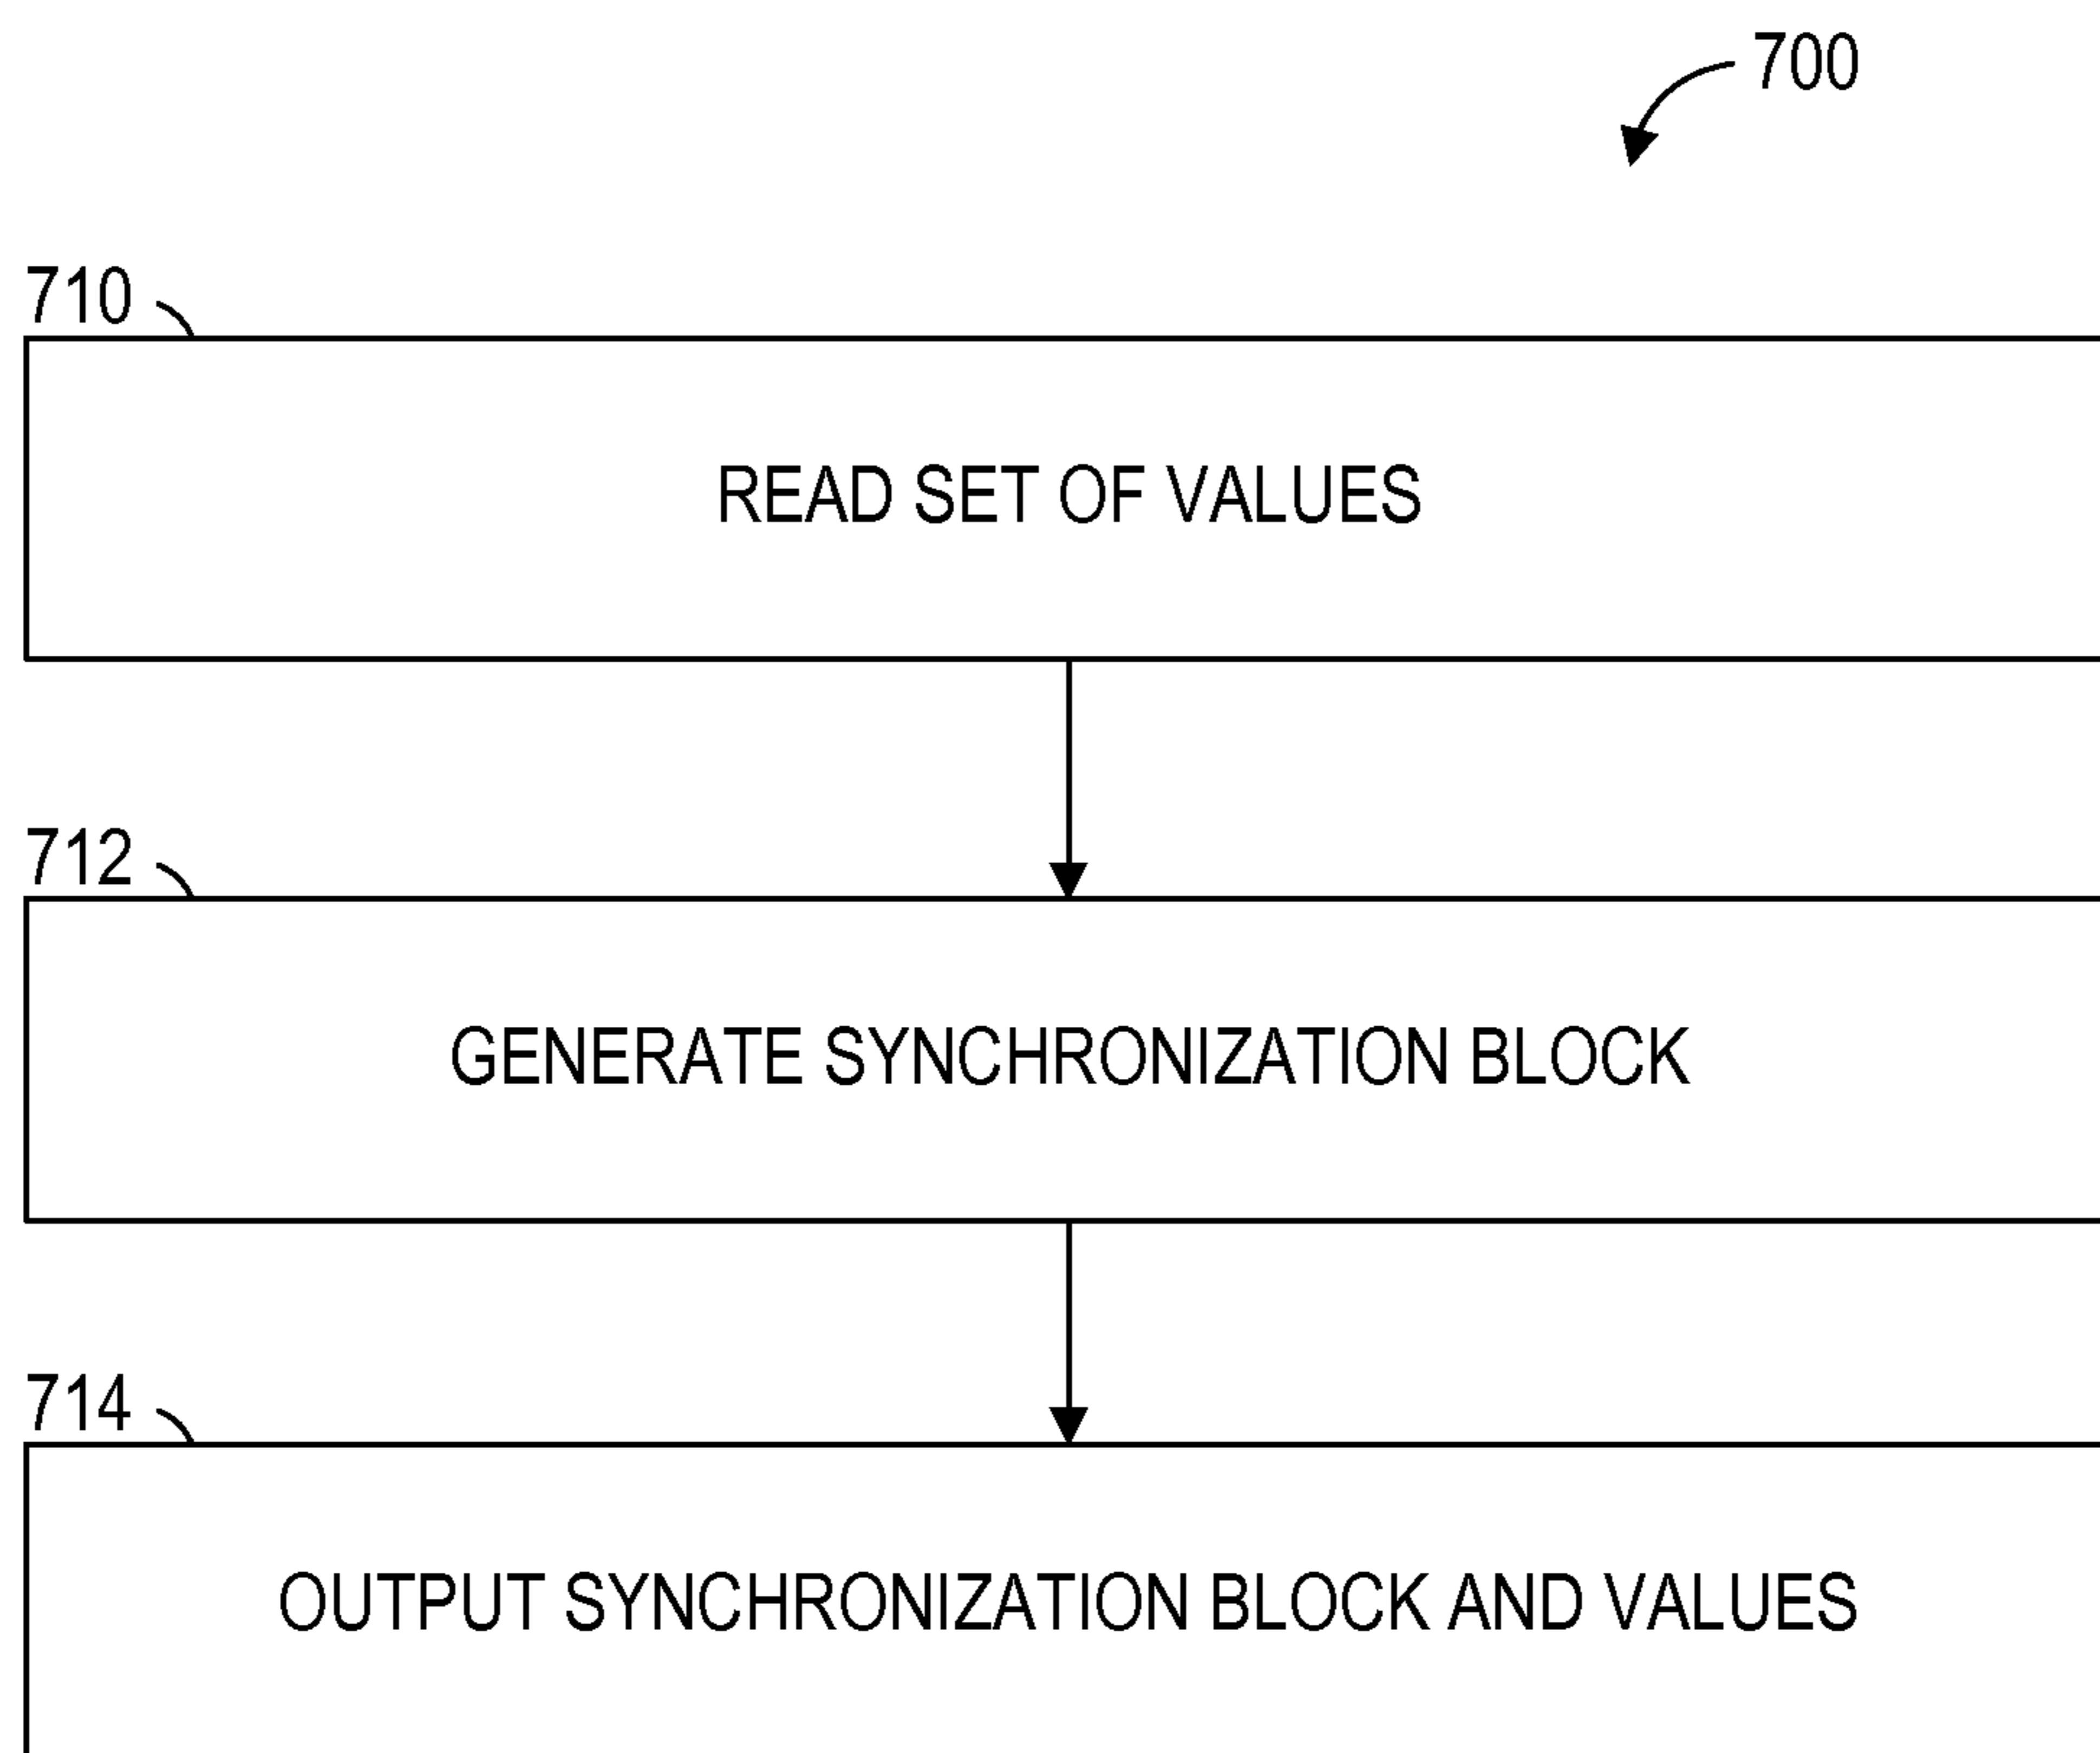 700
710
READ SET OF VALUES
712
GENERATE SYNCHRONIZATION BLOCK
714
OUTPUT SYNCHRONIZATION BLOCK AND VALUES